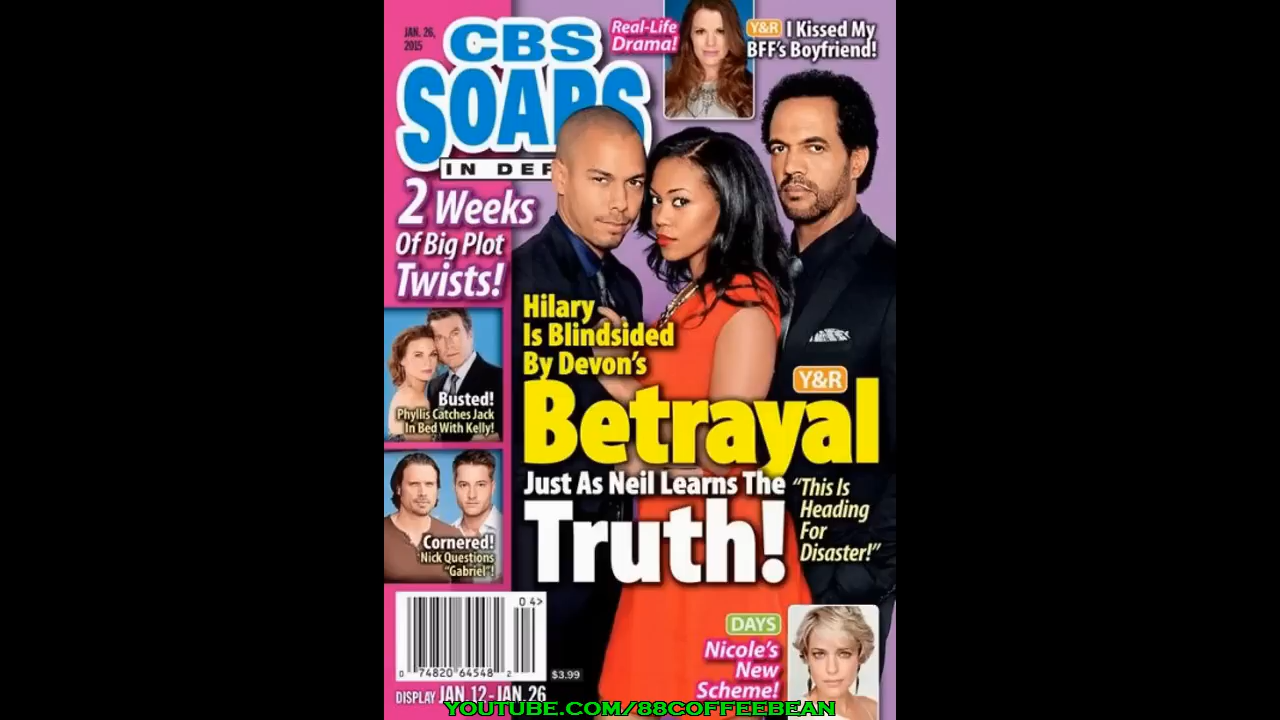 JAN. 26,
2015
CBS
SOAPS
IN DEP
Real-Life
Drama!
Y&R I Kissed My
BFF's Boyfriend!
2 Weeks
Of Big Plot
Twists!
Busted!
Phyllis Catches Jack
In Bed With Kelly!
Cornered!
Nick Questions
"Gabriel"!
Hilary
Is Blindsided
By Devon's
Y&R
Betrayal
Just As Neil Learns The
Truth!
"This Is
Heading
For
Disaster!"
DAYS
Nicole's
New
Scheme!
04>
0 74820 64548 2
$3.99
DISPLAY JAN. 12 - JAN. 26
YOUTUBE.COM/88COFFEEBEAN